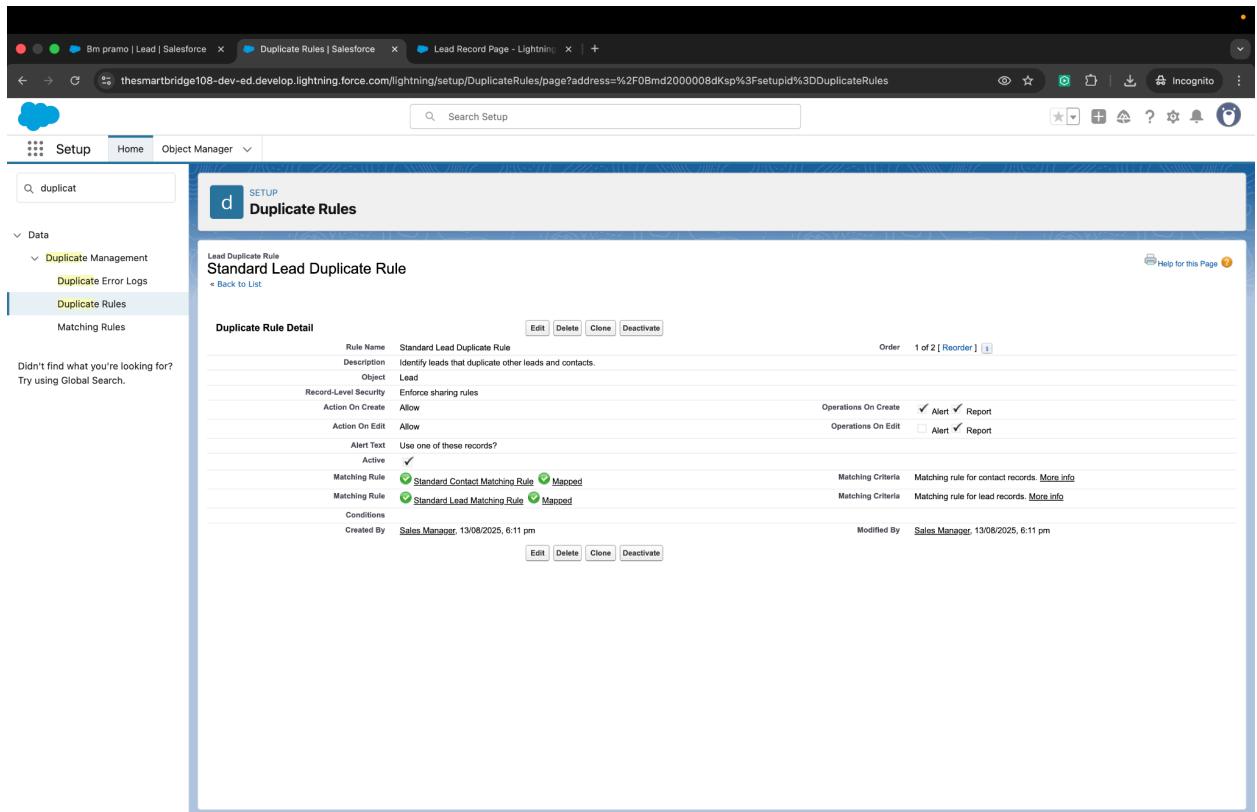 Bm pramo | Lead | Salesforce
Duplicate Rules | Salesforce
Lead Record Page - Lightning
thesmartbridge108-dev-ed.develop.lightning.force.com/lightning/setup/DuplicateRules/page?address=%2F0Bmd2000008dKsp%3Fsetupid%3DDuplicateRules
Incognito
Search Setup
Setup
Home
Object Manager
duplicat
Data
Duplicate Management
Duplicate Error Logs
Duplicate Rules
Matching Rules
Didn't find what you're looking for?
Try using Global Search.
d
SETUP
Duplicate Rules
Lead Duplicate Rule
Standard Lead Duplicate Rule
« Back to List
Help for this Page ?
Duplicate Rule Detail
Edit Delete Clone Deactivate
Rule Name Standard Lead Duplicate Rule Order 1 of 2 [ Reorder ] i
Description Identify leads that duplicate other leads and contacts.
Object Lead
Record-Level Security Enforce sharing rules
Action On Create Allow Operations On Create Alert Report
Action On Edit Allow Operations On Edit Alert Report
Alert Text Use one of these records?
Active
Matching Rule Standard Contact Matching Rule Mapped Matching Criteria Matching rule for contact records. More info
Matching Rule Standard Lead Matching Rule Mapped Matching Criteria Matching rule for lead records. More info
Conditions
Created By Sales Manager, 13/08/2025, 6:11 pm Modified By Sales Manager, 13/08/2025, 6:11 pm
Edit Delete Clone Deactivate